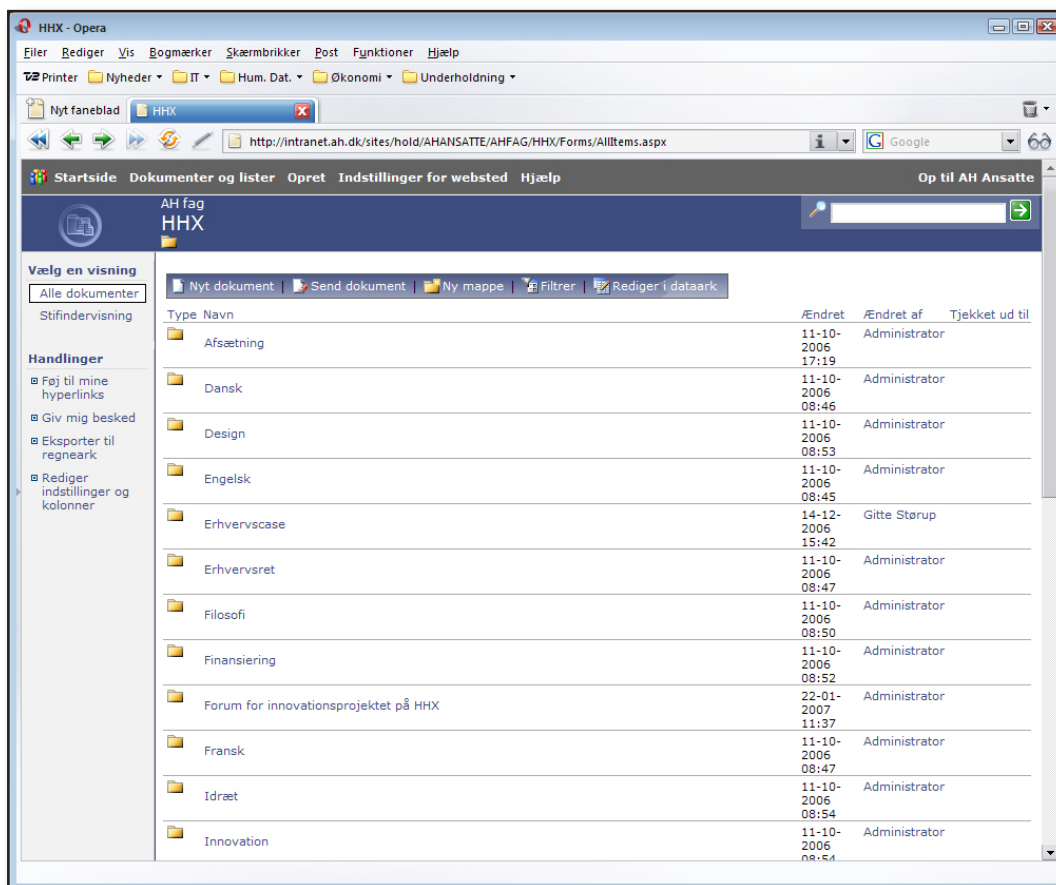 HHX - Opera
Filer Rediger Vis Bogmærker Skærmbrikker Post Funktioner Hjælp
TV2 Printer Nyheder IT Hum. Dat. Økonomi Underholdning
Nyt faneblad HHX
http://intranet.ah.dk/sites/hold/AHANSATTE/AHFAG/HHX/Forms/AllItems.aspx Google
Startside Dokumenter og lister Opret Indstillinger for websted Hjælp Op til AH Ansatte
AH fag
HHX
Vælg en visning
Alle dokumenter
Stifindervisning
Handlinger
Føj til mine
hyperlinks
Giv mig besked
Eksporter til
regneark
Rediger
indstillinger og
kolonner
Nyt dokument | Send dokument | Ny mappe | Filtrer | Rediger i dataark
Type Navn Ændret Ændret af Tjekket ud til
Afsætning 11-10-2006 17:19 Administrator
Dansk 11-10-2006 08:46 Administrator
Design 11-10-2006 08:53 Administrator
Engelsk 11-10-2006 08:45 Administrator
Erhvervscase 14-12-2006 15:42 Gitte Størup
Erhvervsret 11-10-2006 08:47 Administrator
Filosofi 11-10-2006 08:50 Administrator
Finansiering 11-10-2006 08:52 Administrator
Forum for innovationsprojektet på HHX 22-01-2007 11:37 Administrator
Fransk 11-10-2006 08:47 Administrator
Idræt 11-10-2006 08:54 Administrator
Innovation 11-10-2006 08:54 Administrator